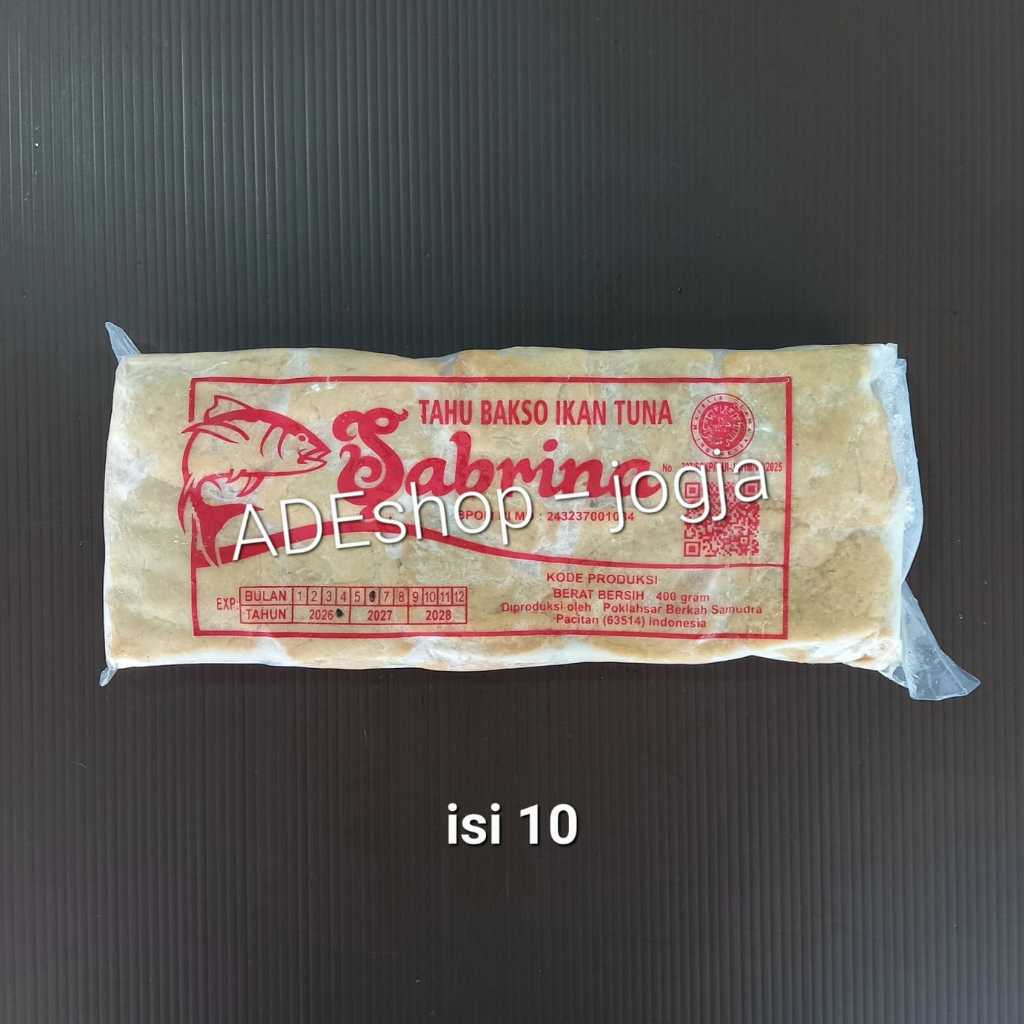 TAHU BAKSO IKAN TUNA
Sabrina
ADEshop - jogja
: 243237001034
KODE PRODUKSI
BERAT BERSIH 400 gram
Diproduksi oleh Poklahsar Berkah Samudra
Pacitan (63514) Indonesia
EXP:
BULAN 1 2 3 4 5 6 7 8 9 10 11 12
TAHUN 2026 2027 2028
isi 10